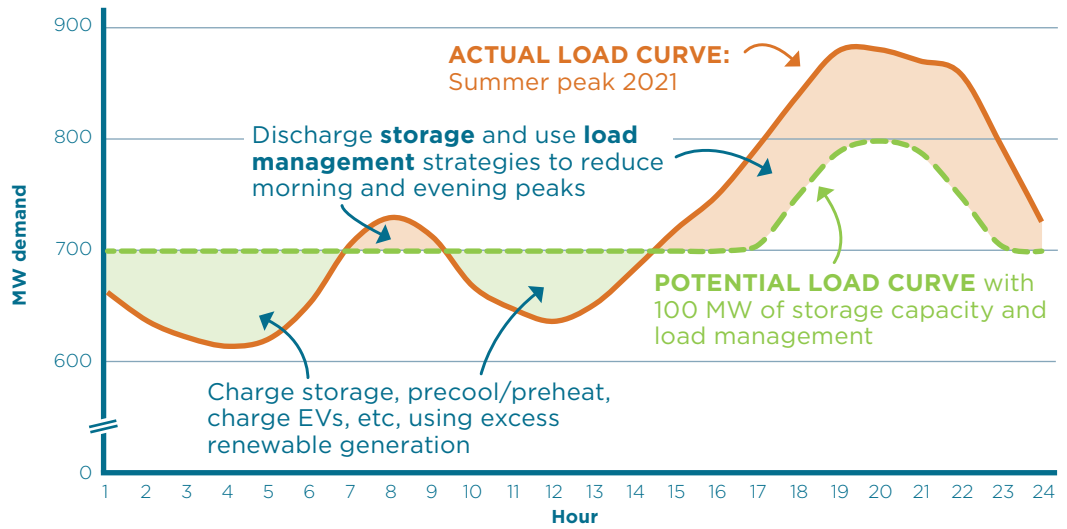 900
ACTUAL LOAD CURVE:
Summer peak 2021
800
Discharge storage and use load
management strategies to reduce
morning and evening peaks
700
POTENTIAL LOAD CURVE with
100 MW of storage capacity and
load management
600
Charge storage, precool/preheat,
charge EVs, etc, using excess
renewable generation
0
MW demand
1 2 3 4 5 6 7 8 9 10 11 12 13 14 15 16 17 18 19 20 21 22 23 24
Hour